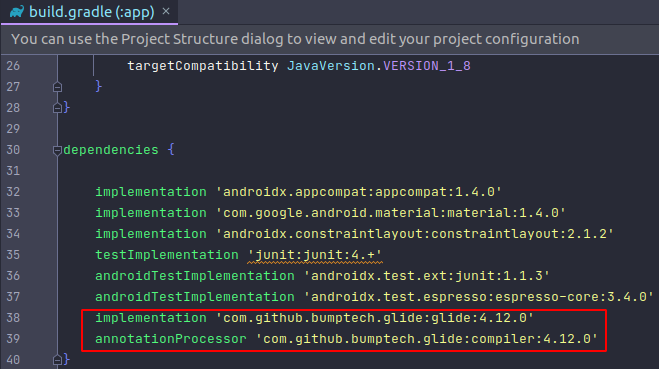 build.gradle (:app)
You can use the Project Structure dialog to view and edit your project configuration
26 targetCompatibility JavaVersion.VERSION_1_8
27 }
28 }
29
30 dependencies {
31
32 implementation 'androidx.appcompat:appcompat:1.4.0'
33 implementation 'com.google.android.material:material:1.4.0'
34 implementation 'androidx.constraintlayout:constraintlayout:2.1.2'
35 testImplementation 'junit:junit:4.+'
36 androidTestImplementation 'androidx.test.ext:junit:1.1.3'
37 androidTestImplementation 'androidx.test.espresso:espresso-core:3.4.0'
38 implementation 'com.github.bumptech.glide:glide:4.12.0'
39 annotationProcessor 'com.github.bumptech.glide:compiler:4.12.0'
40 }